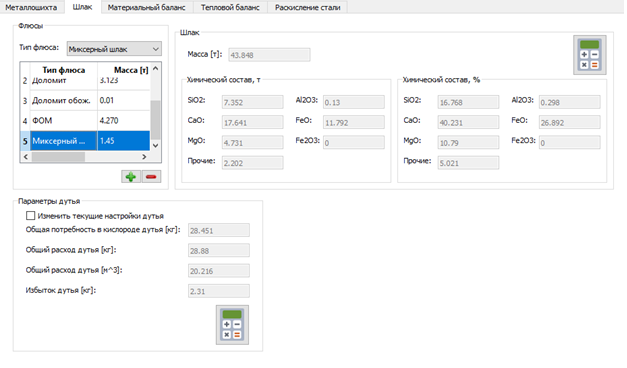 Металлошихта Шлак Материальный баланс Тепловой баланс Раскисление стали
Флюсы
Тип флюса: Миксерный шлак
Тип флюса Масса [т]
2 Доломит 3.123
3 Доломит обож. 0.01
4 ФОМ 4.270
5 Миксерный ... 1.45
Шлак
Масса [т]: 43.848
Химический состав, т
SiO2: 7.352 Al2O3: 0.13
CaO: 17.641 FeO: 11.792
MgO: 4.731 Fe2O3: 0
Прочие: 2.202
Химический состав, %
SiO2: 16.768 Al2O3: 0.298
CaO: 40.231 FeO: 26.892
MgO: 10.79 Fe2O3: 0
Прочие: 5.021
Параметры дутья
Изменить текущие настройки дутья
Общая потребность в кислороде дутья [кг]: 28.451
Общий расход дутья [кг]: 28.88
Общий расход дутья [м^3]: 20.216
Избыток дутья [кг]: 2.31